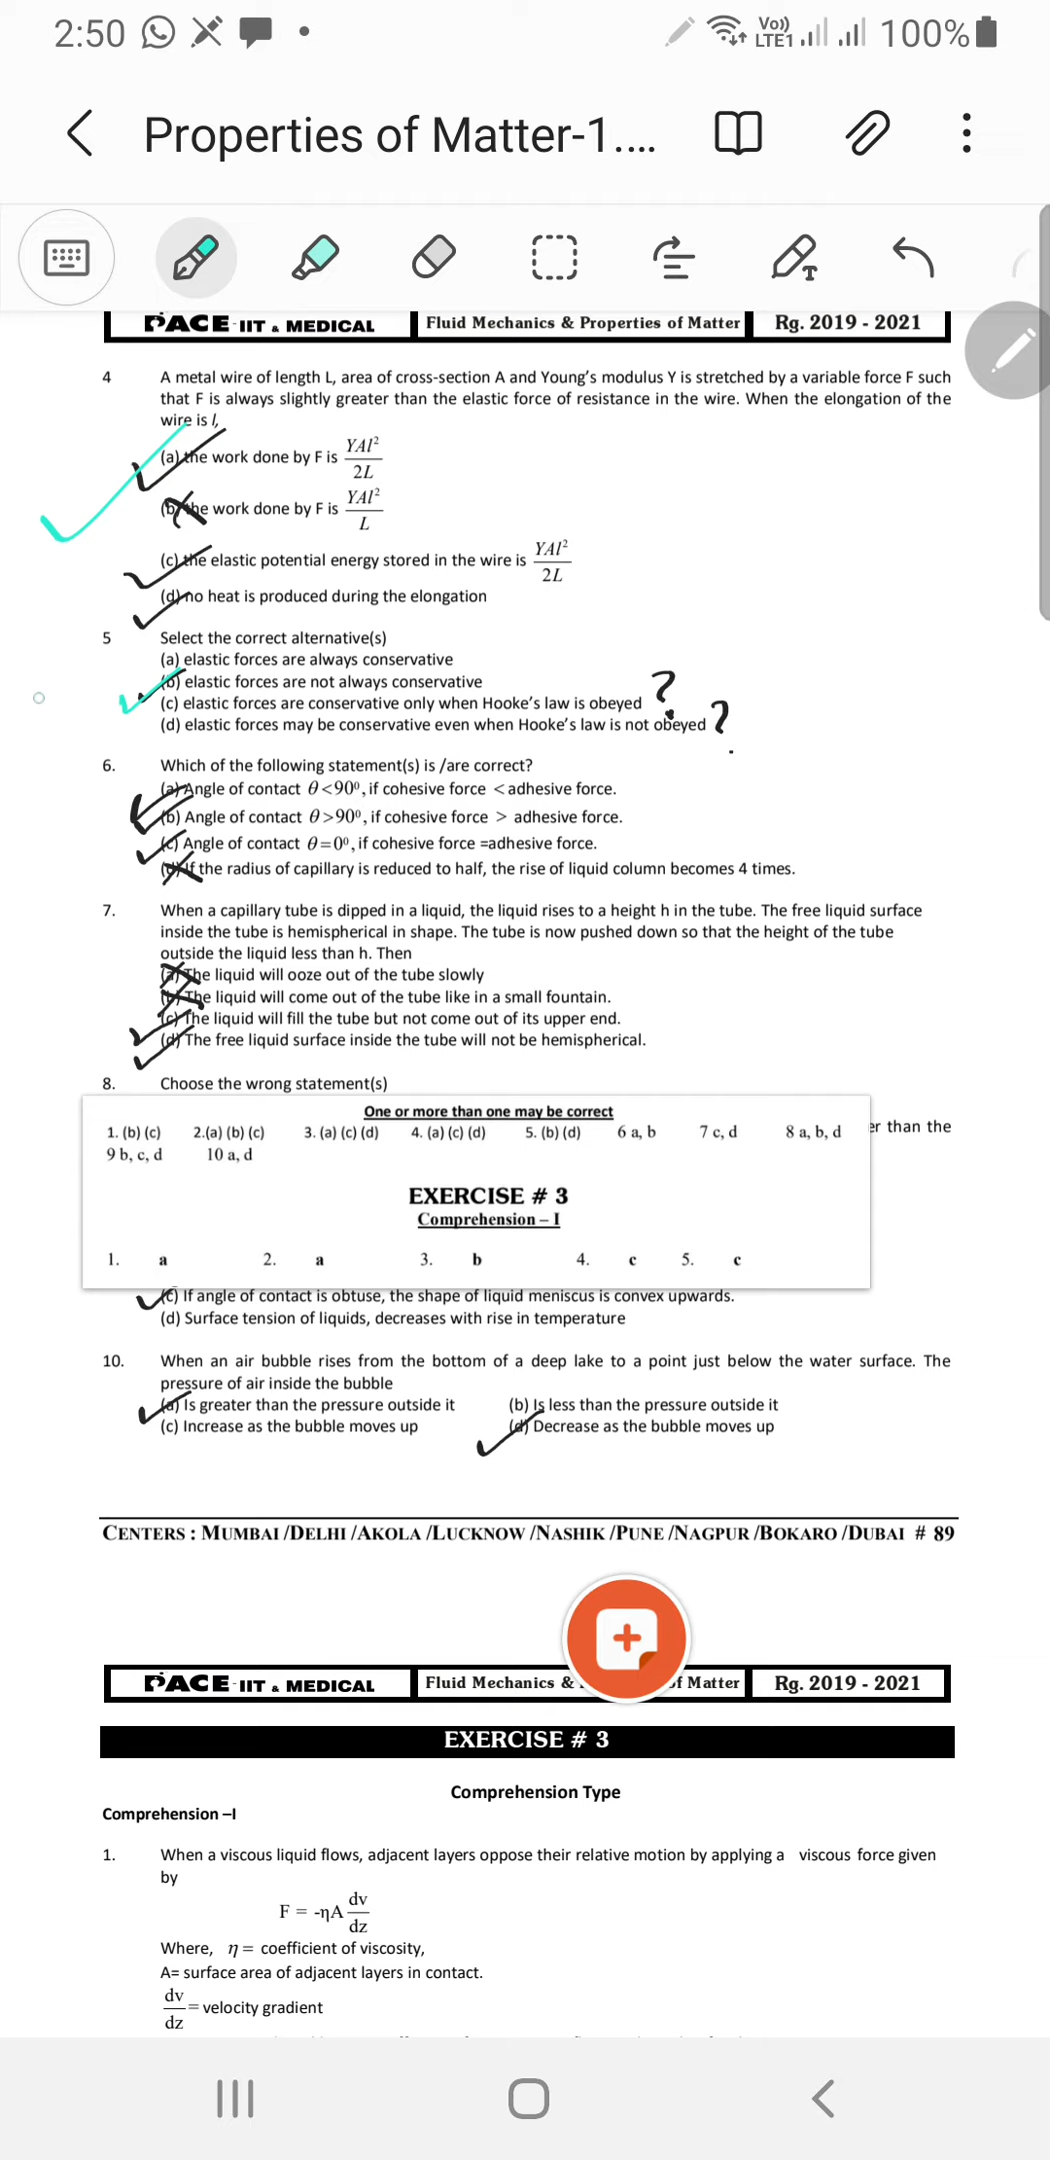 2:50 Vo)) LTE1 100%
Properties of Matter-1....
PACE IIT & MEDICAL Fluid Mechanics & Properties of Matter Rg. 2019 - 2021
4 A metal wire of length L, area of cross-section A and Young's modulus Y is stretched by a variable force F such
that F is always slightly greater than the elastic force of resistance in the wire. When the elongation of the
wire is l,
(a) the work done by F is YAl²/2L
(b) the work done by F is YAl²/L
(c) the elastic potential energy stored in the wire is YAl²/2L
(d) no heat is produced during the elongation
5 Select the correct alternative(s)
(a) elastic forces are always conservative
(b) elastic forces are not always conservative
(c) elastic forces are conservative only when Hooke's law is obeyed ?
(d) elastic forces may be conservative even when Hooke's law is not obeyed ?
6. Which of the following statement(s) is /are correct?
(a) Angle of contact θ<90⁰, if cohesive force < adhesive force.
(b) Angle of contact θ>90⁰, if cohesive force > adhesive force.
(c) Angle of contact θ=0⁰, if cohesive force =adhesive force.
(d) If the radius of capillary is reduced to half, the rise of liquid column becomes 4 times.
7. When a capillary tube is dipped in a liquid, the liquid rises to a height h in the tube. The free liquid surface
inside the tube is hemispherical in shape. The tube is now pushed down so that the height of the tube
outside the liquid less than h. Then
(a) The liquid will ooze out of the tube slowly
(b) The liquid will come out of the tube like in a small fountain.
(c) The liquid will fill the tube but not come out of its upper end.
(d) The free liquid surface inside the tube will not be hemispherical.
8. Choose the wrong statement(s)
One or more than one may be correct
1. (b) (c) 2.(a) (b) (c) 3. (a) (c) (d) 4. (a) (c) (d) 5. (b) (d) 6 a, b 7 c, d 8 a, b, d er than the
9 b, c, d 10 a, d
EXERCISE # 3
Comprehension – I
1. a 2. a 3. b 4. c 5. c
(c) If angle of contact is obtuse, the shape of liquid meniscus is convex upwards.
(d) Surface tension of liquids, decreases with rise in temperature
10. When an air bubble rises from the bottom of a deep lake to a point just below the water surface. The
pressure of air inside the bubble
(a) Is greater than the pressure outside it (b) Is less than the pressure outside it
(c) Increase as the bubble moves up (d) Decrease as the bubble moves up
CENTERS : MUMBAI /DELHI /AKOLA /LUCKNOW /NASHIK /PUNE /NAGPUR /BOKARO /DUBAI # 89
PACE IIT & MEDICAL Fluid Mechanics & of Matter Rg. 2019 - 2021
EXERCISE # 3
Comprehension Type
Comprehension –I
1. When a viscous liquid flows, adjacent layers oppose their relative motion by applying a viscous force given
by
F = -ηA dv/dz
Where, η = coefficient of viscosity,
A= surface area of adjacent layers in contact.
dv/dz = velocity gradient